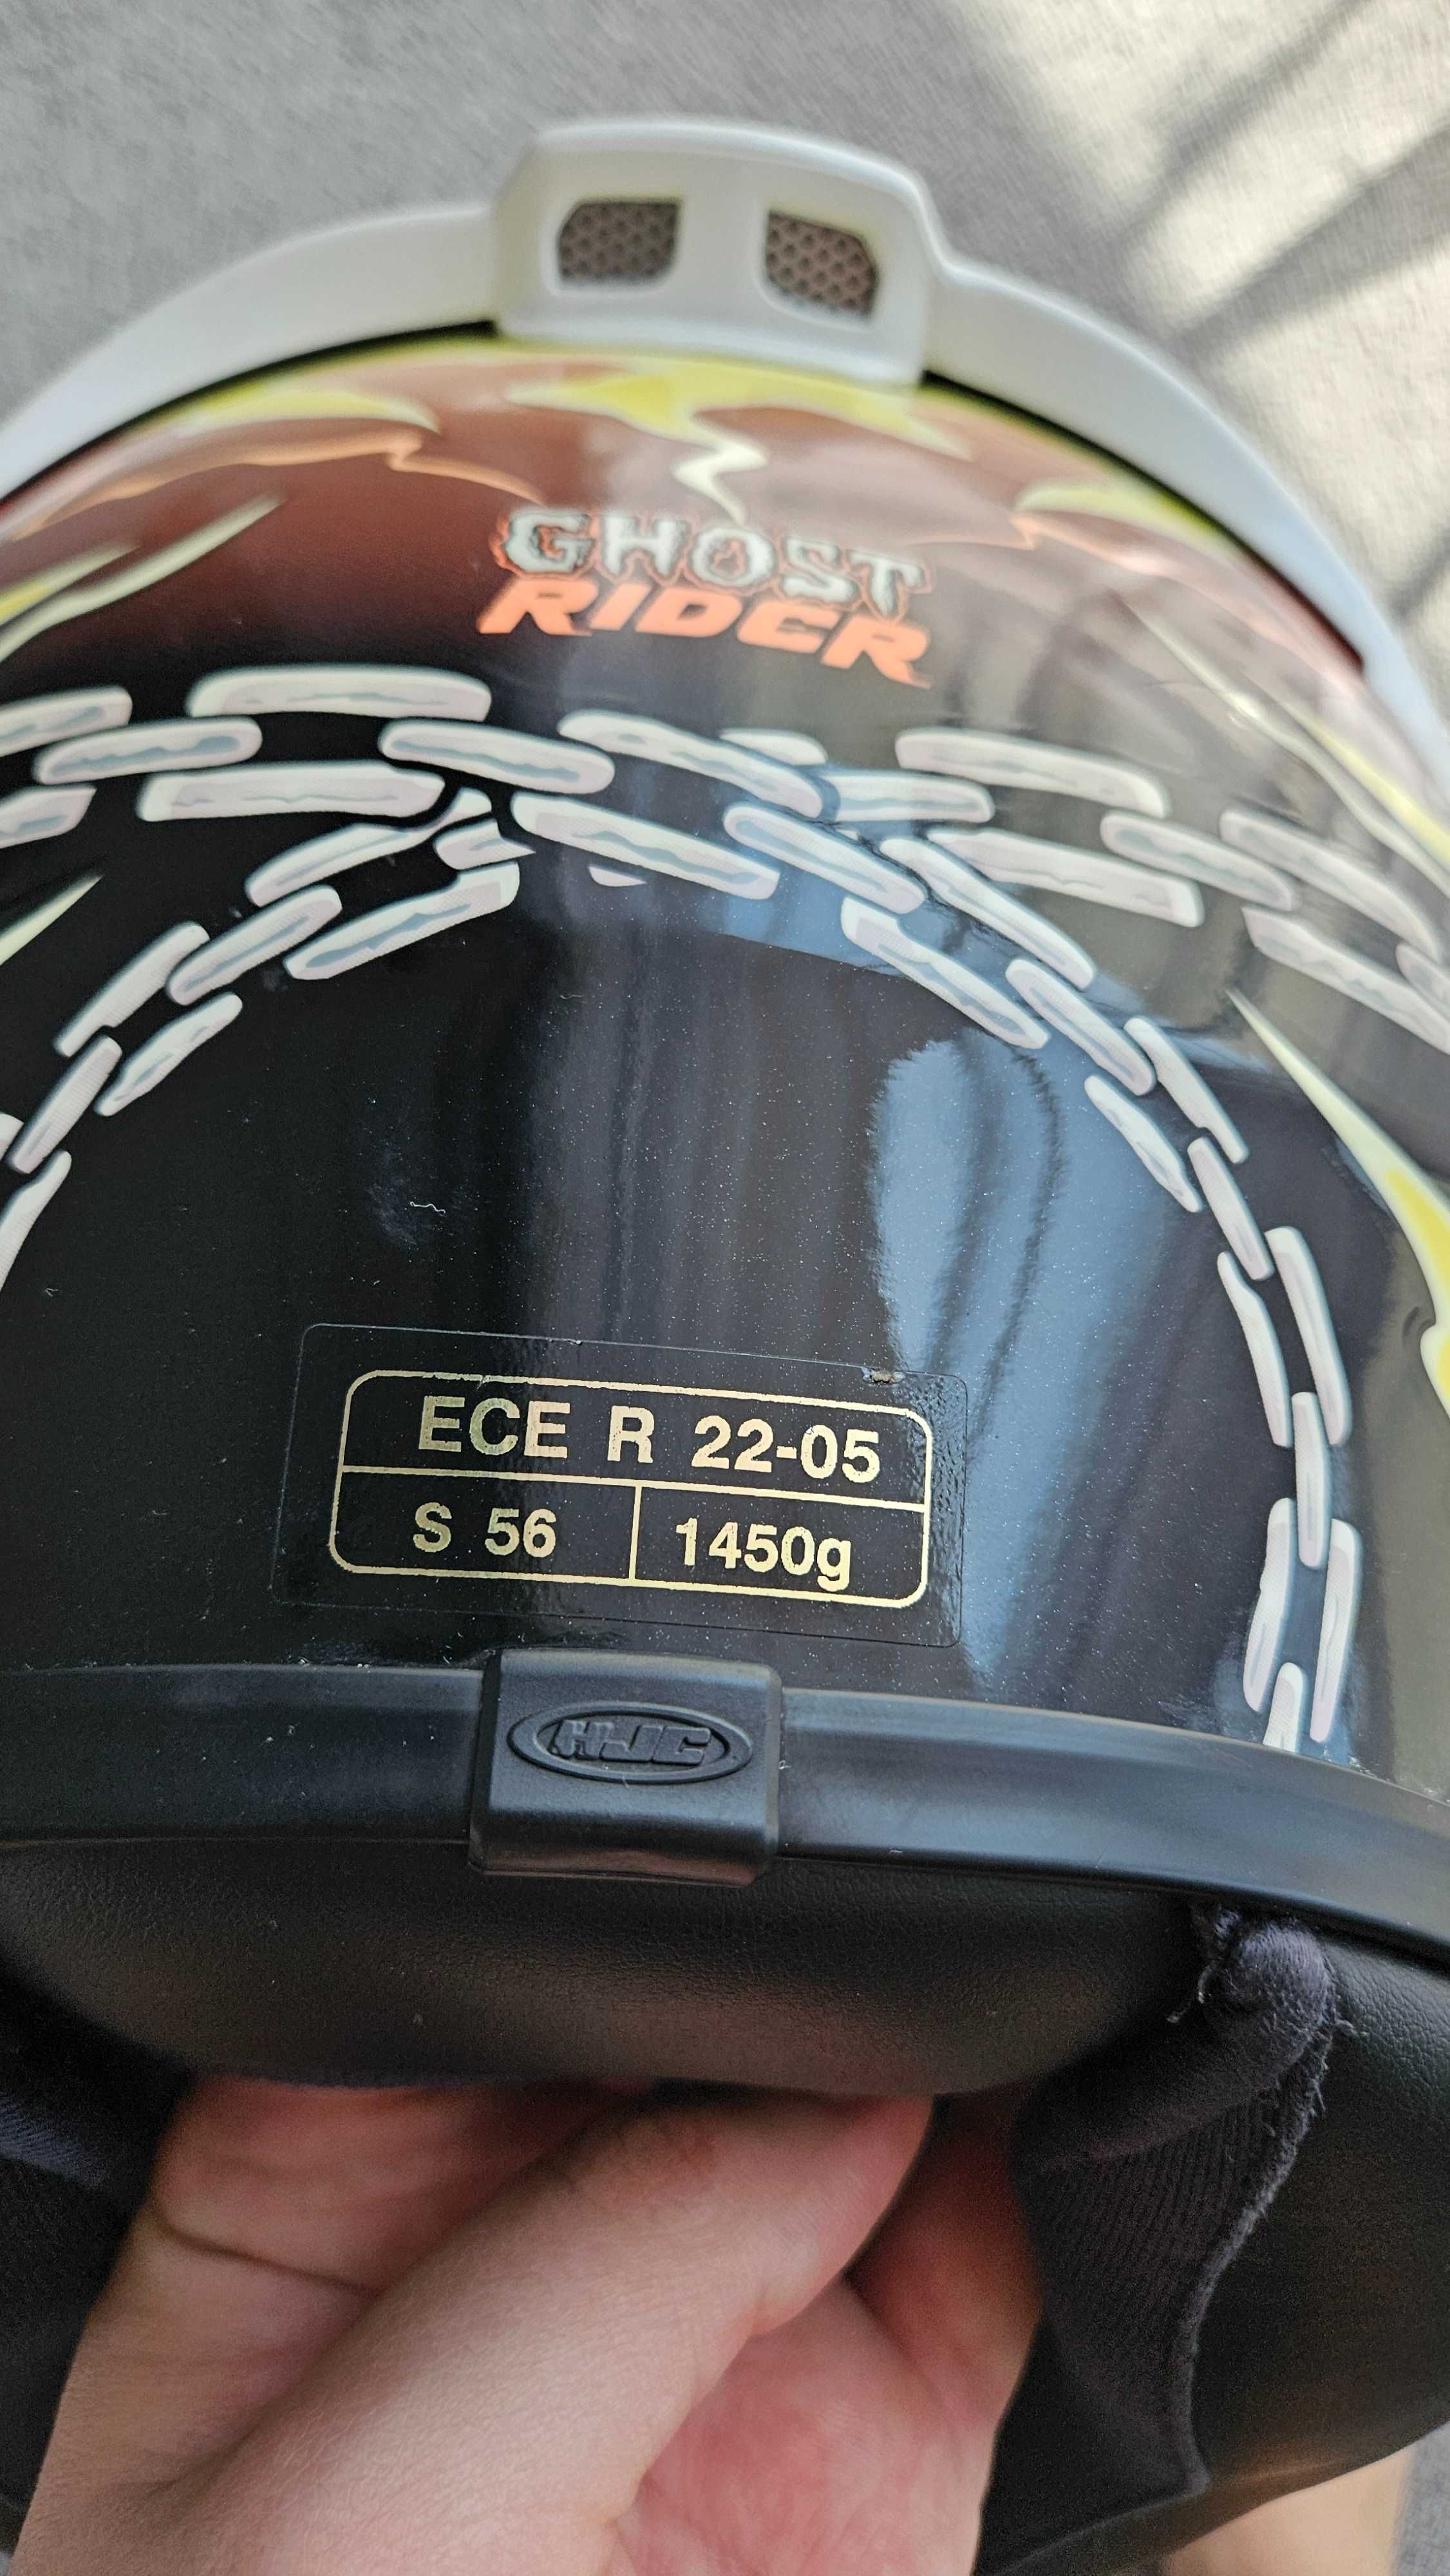 GHOST
RIDER
ECE R 22-05
S 56 1450g
HJC